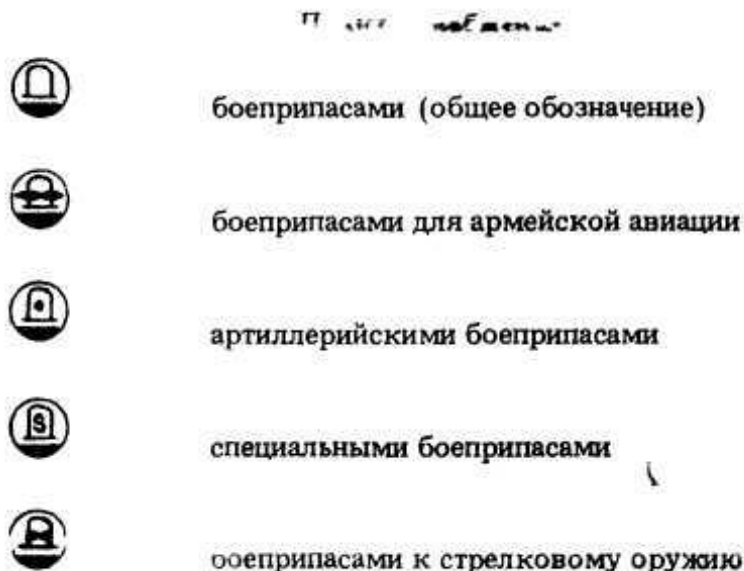 боеприпасами (общее обозначение)
боеприпасами для армейской авиации
артиллерийскими боеприпасами
S специальными боеприпасами
боеприпасами к стрелковому оружию